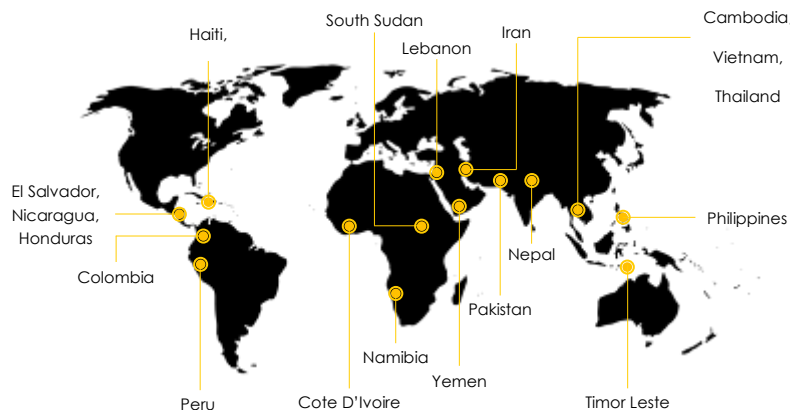 South Sudan
Haiti,
Lebanon
Iran
Cambodia
Vietnam,
Thailand
El Salvador,
Nicaragua,
Honduras
Colombia
Philippines
Nepal
Pakistan
Namibia
Yemen
Peru
Cote D'Ivoire
Timor Leste